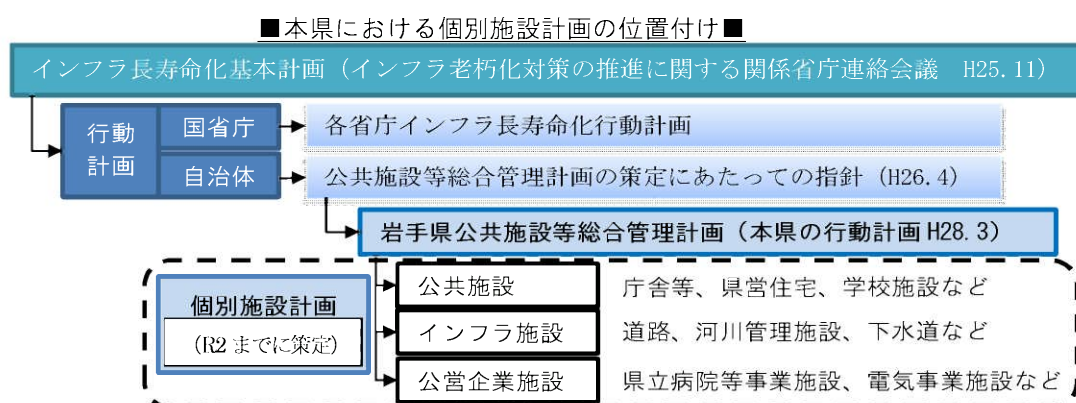 ■本県における個別施設計画の位置付け■
インフラ長寿命化基本計画（インフラ老朽化対策の推進に関する関係省庁連絡会議　H25.11）
行動
計画
国省庁
各省庁インフラ長寿命化行動計画
自治体
公共施設等総合管理計画の策定にあたっての指針（H26.4）
岩手県公共施設等総合管理計画（本県の行動計画H28.3）
個別施設計画
（R2までに策定）
公共施設
庁舎等、県営住宅、学校施設など
インフラ施設
道路、河川管理施設、下水道など
公営企業施設
県立病院等事業施設、電気事業施設など